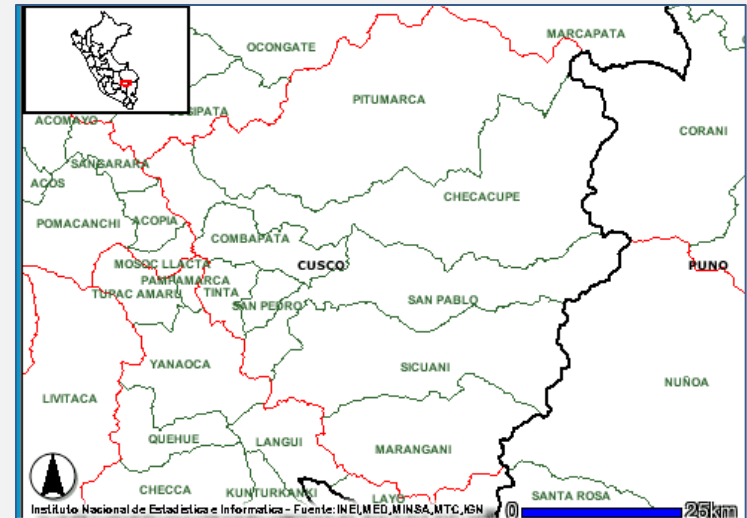 OCONGATE
MARCAPATA
PITUMARCA
ACOMAYO
CORANI
SANGARARA
ACOS
CHECACUPE
POMACANCHI
ACOPIA
COMBAPATA
MOSOC LLACTA
CUSCO
PUNO
PAMPAMARCA
TUPAC AMARU
TINTA
SAN PEDRO
SAN PABLO
YANAOCA
SICUANI
NUÑOA
LIVITACA
QUEHUE
LANGUI
MARANGANI
CHECCA
KUNTURKANKI
LAYO
SANTA ROSA
Instituto Nacional de Estadistica e Informatica - Fuente: INEI,MED,MINSA,MTC,IGN
0
25km